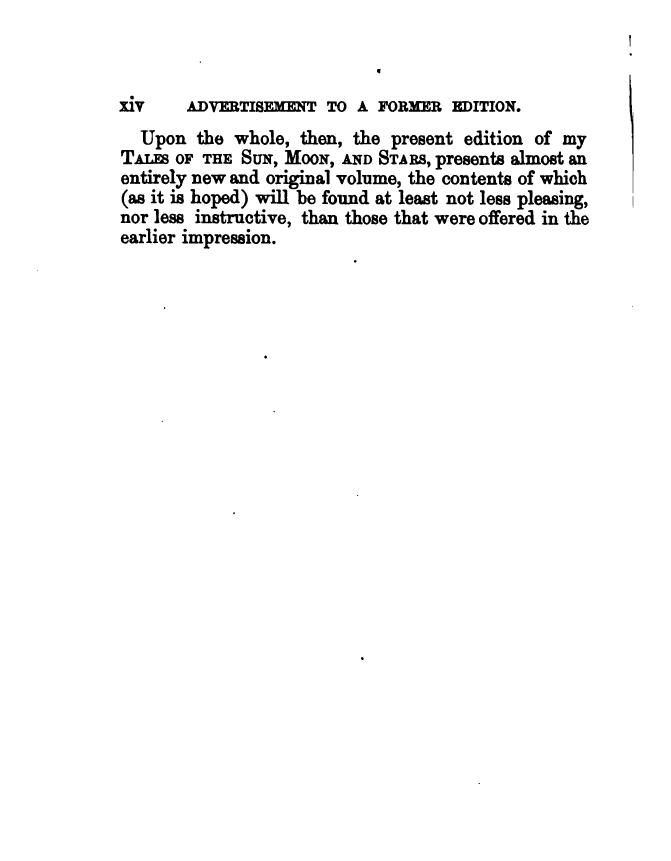 xiv ADVERTISEMENT TO A FORMER EDITION.
Upon the whole, then, the present edition of my
TALES OF THE SUN, MOON, AND STARS, presents almost an
entirely new and original volume, the contents of which
(as it is hoped) will be found at least not less pleasing,
nor less instructive, than those that were offered in the
earlier impression.